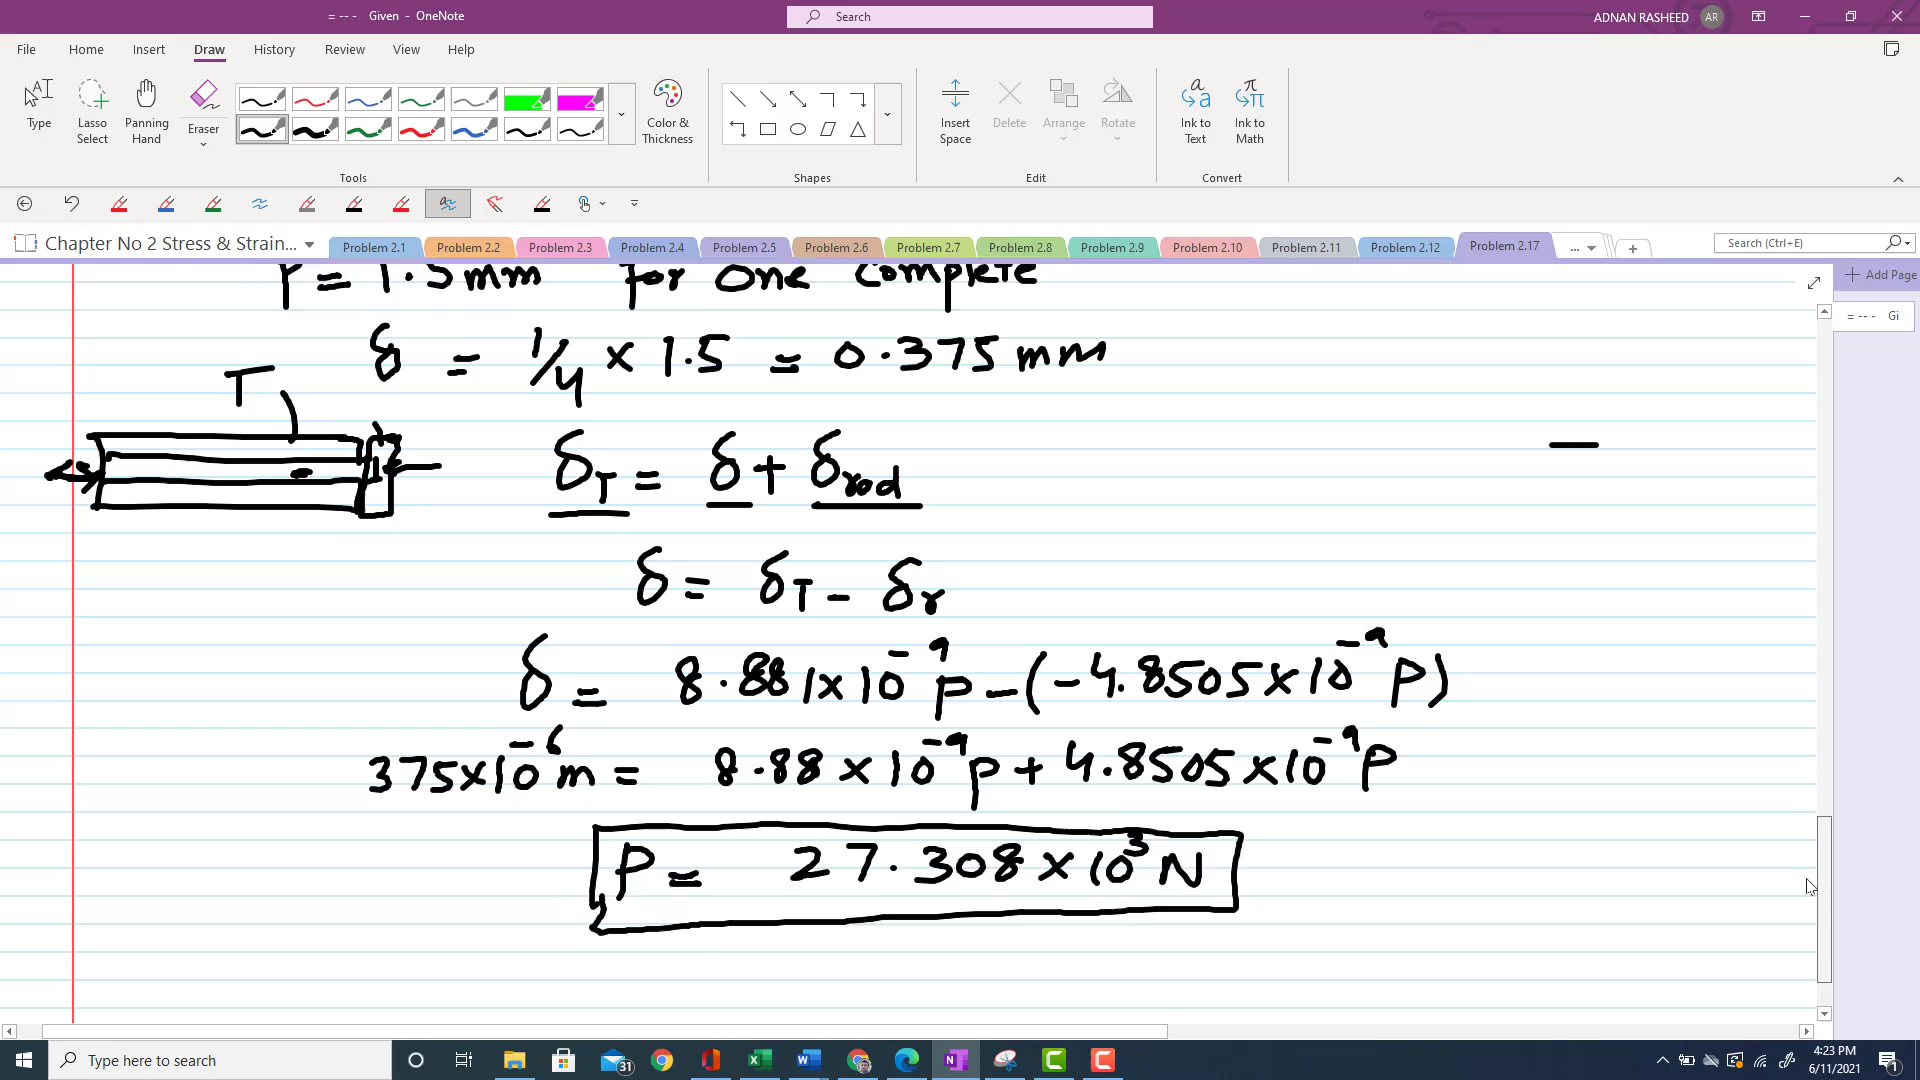 = --- - Given - OneNote
Search
ADNAN RASHEED
AR
File Home Insert Draw History Review View Help
Type
Lasso Select
Panning Hand
Eraser
Color & Thickness
Insert Space
Delete
Arrange
Rotate
Ink to Text
Ink to Math
Tools
Shapes
Edit
Convert
Chapter No 2 Stress & Strain...
Problem 2.1 Problem 2.2 Problem 2.3 Problem 2.4 Problem 2.5 Problem 2.6 Problem 2.7 Problem 2.8 Problem 2.9 Problem 2.10 Problem 2.11 Problem 2.12 Problem 2.17 ...
Search (Ctrl+E)
Add Page
= --- Gi
P = 1.5mm for One Complete
δ = 1/4 × 1.5 = 0.375 mm
T
δT = δ + δrod
δ = δT - δr
δ = 8.881×10⁻⁹ P - (-4.8505×10⁻⁹ P)
375×10⁻⁶ m = 8.88 × 10⁻⁹ P + 4.8505×10⁻⁹ P
P = 27.308 × 10³ N
Type here to search
31
4:23 PM
6/11/2021
1